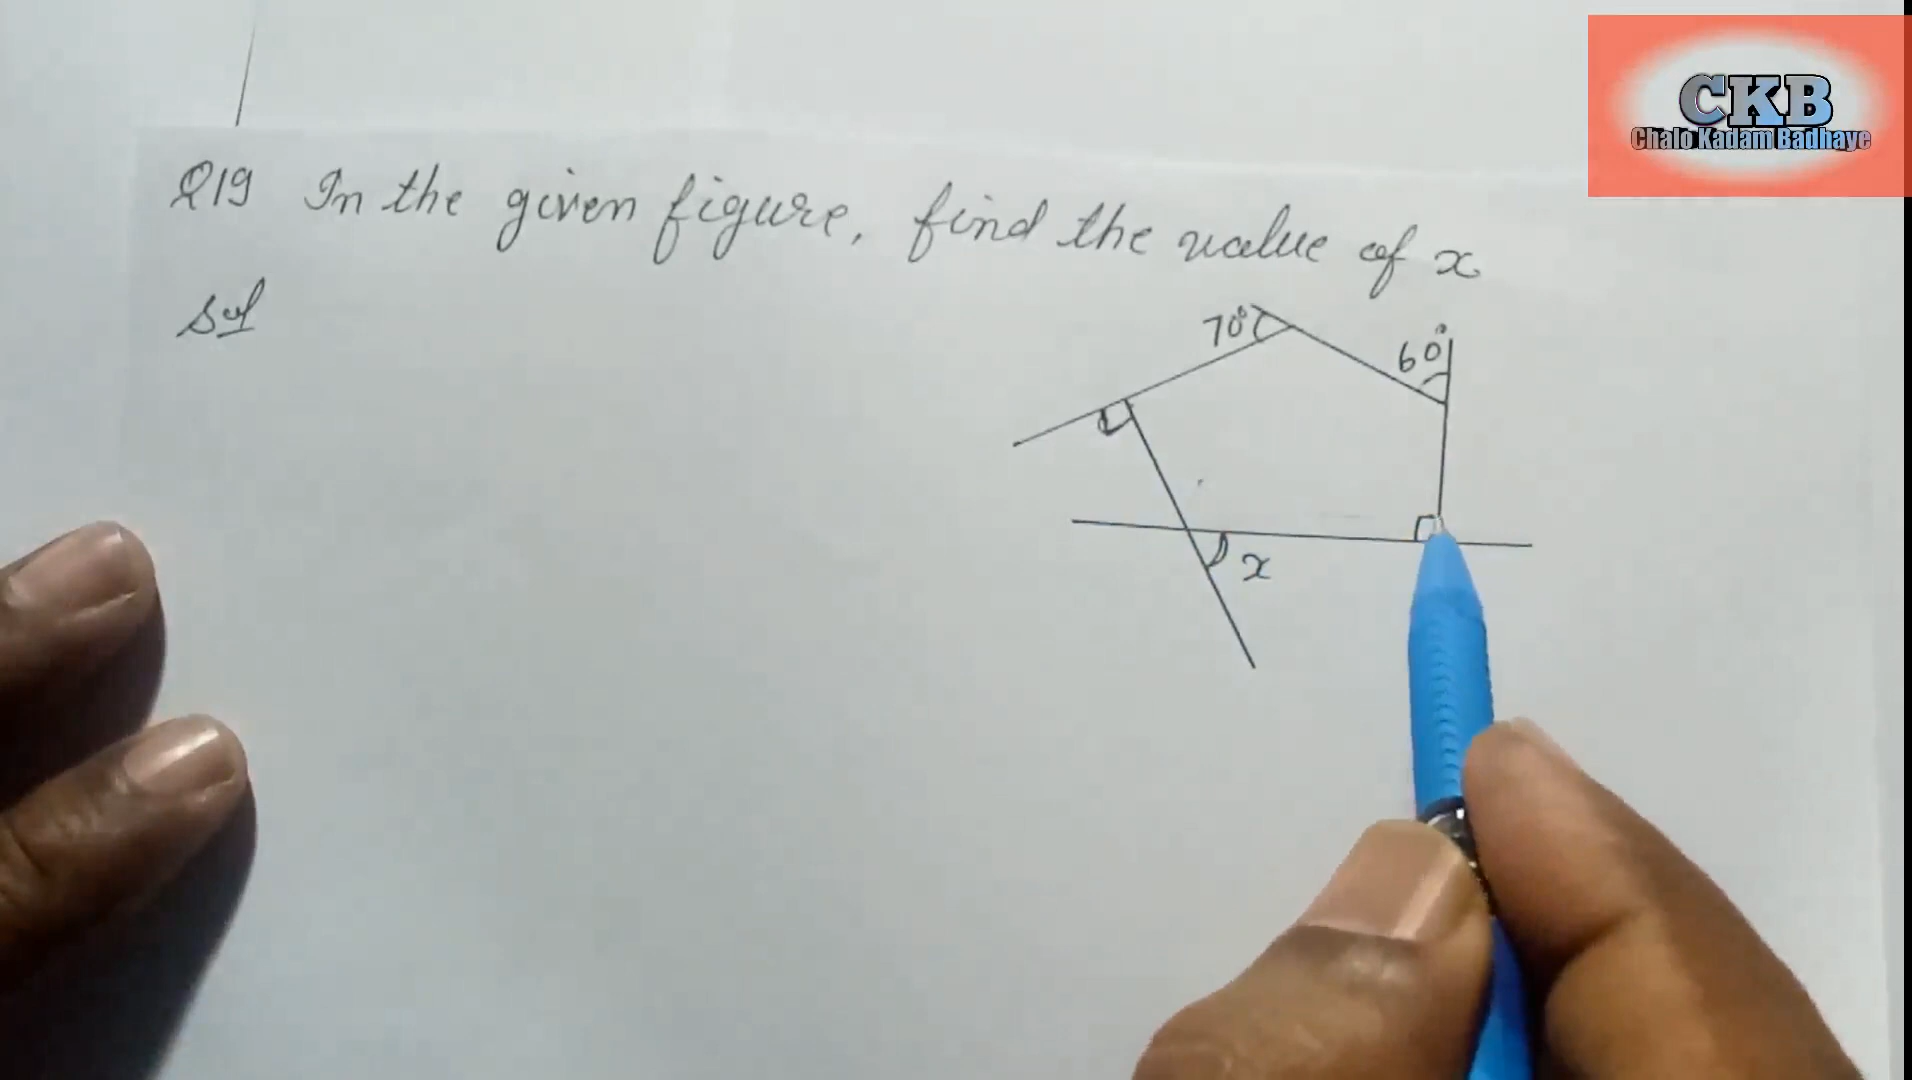 CKB
Chalo Kadam Badhaye
Q19 In the given figure, find the value of x
Sol
70°
60°
x